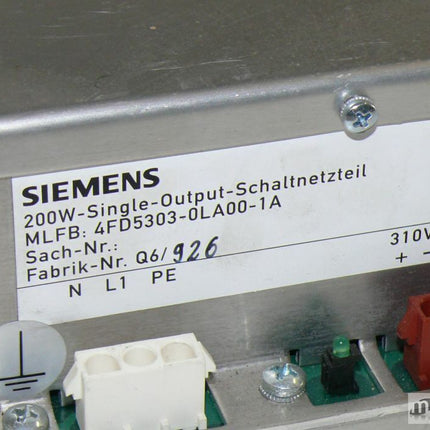 SIEMENS
200W-Single-Output-Schaltnetzteil
MLFB: 4FD5303-0LA00-1A
Sach-Nr.:
Fabrik-Nr. Q6/926
N L1 PE
310V
+ -